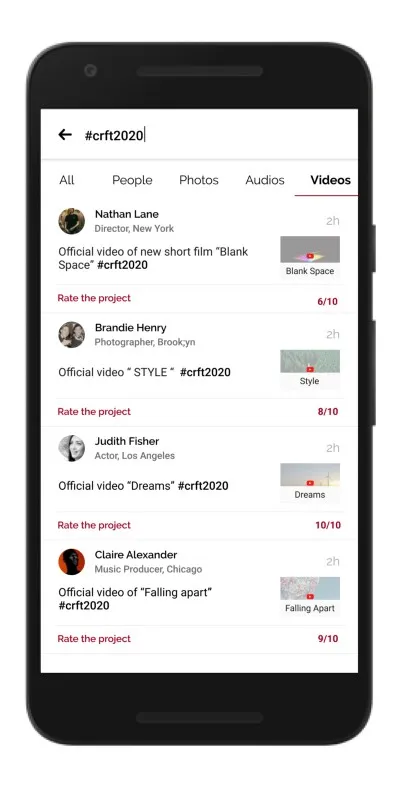 #crft2020
All People Photos Audios Videos
Nathan Lane 2h
Director, New York
Official video of new short film “Blank
Space” #crft2020
Blank Space
Rate the project 6/10
Brandie Henry 2h
Photographer, Brook;yn
Official video “ STYLE “ #crft2020
Style
Rate the project 8/10
Judith Fisher 2h
Actor, Los Angeles
Official video “Dreams” #crft2020
Dreams
Rate the project 10/10
Claire Alexander 2h
Music Producer, Chicago
Official video of “Falling apart”
#crft2020
Falling Apart
Rate the project 9/10